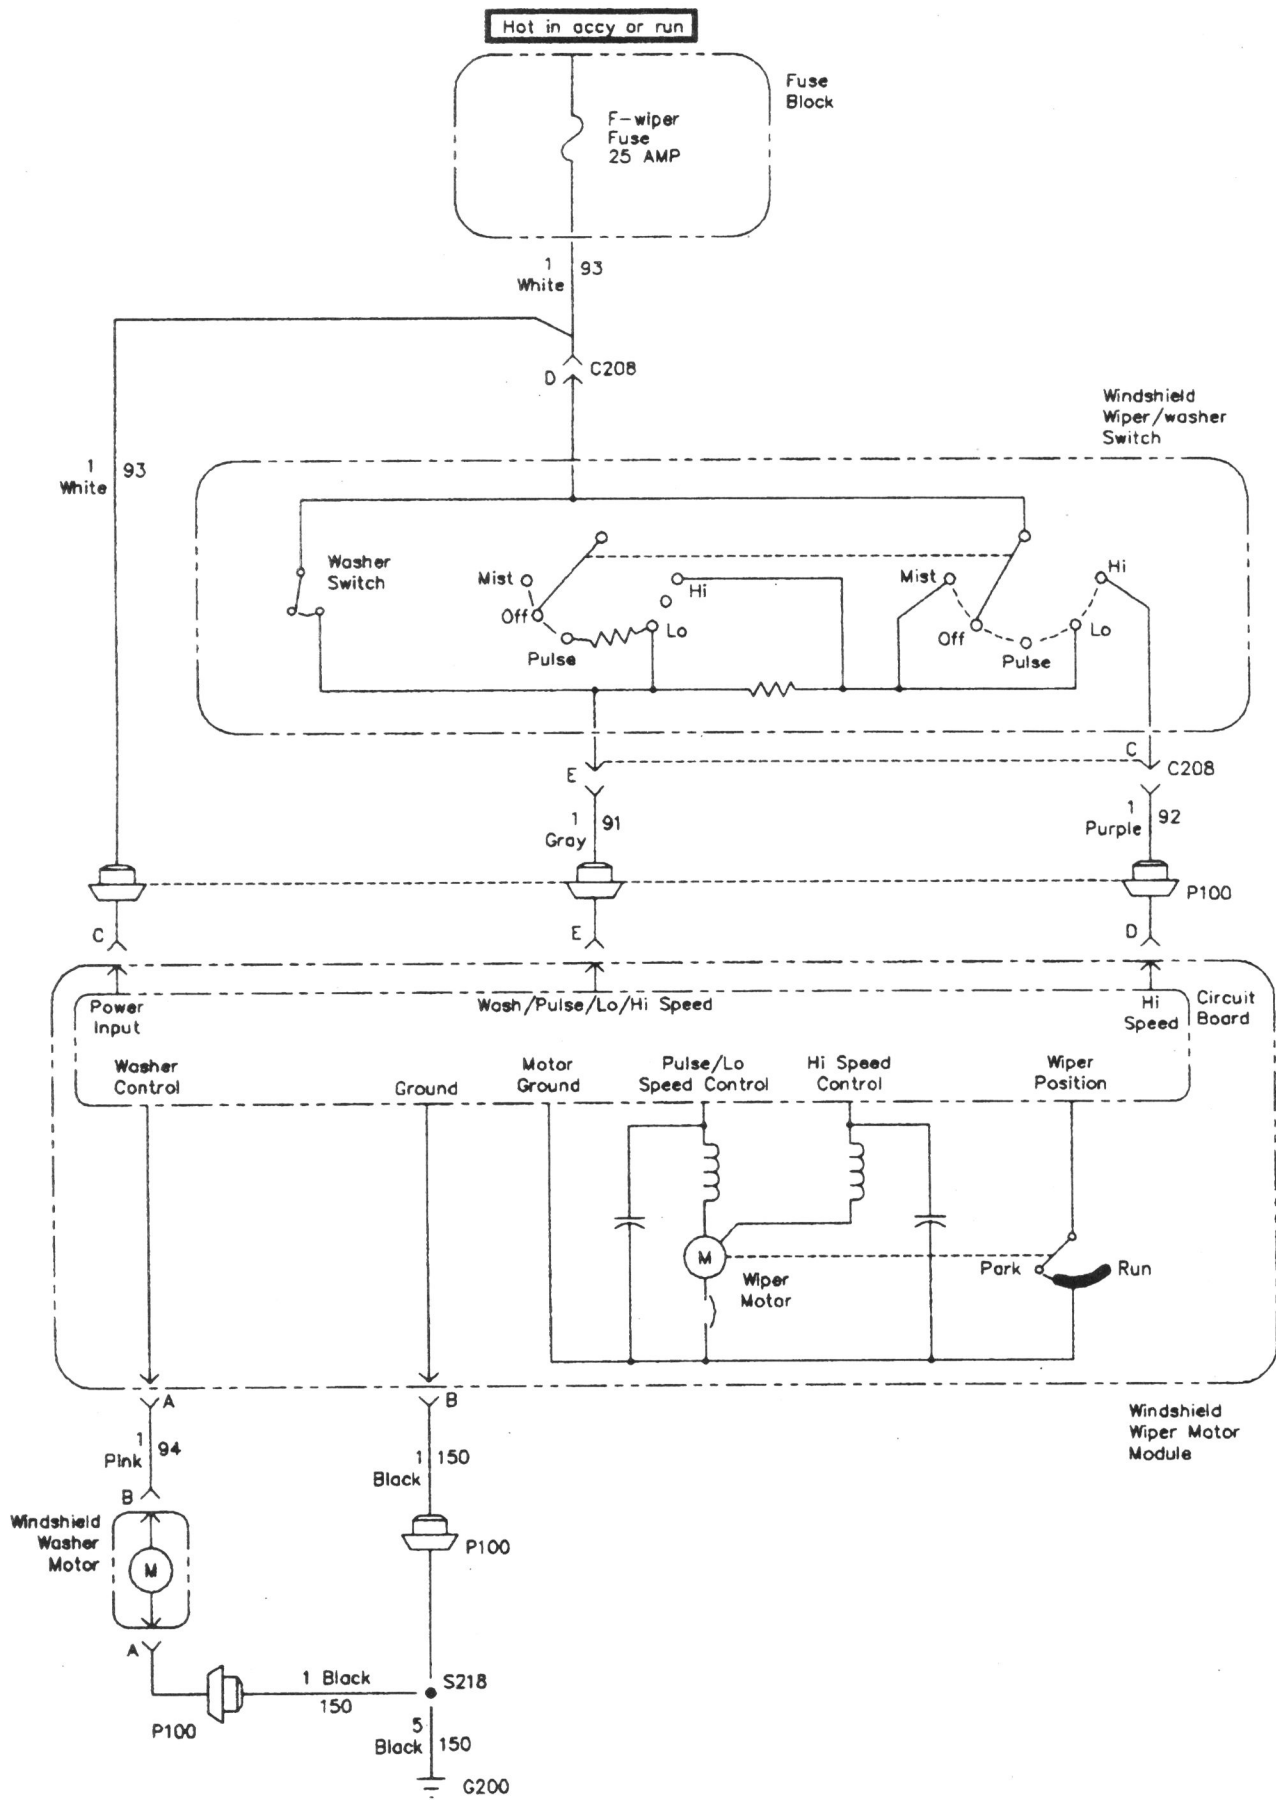 Hot in accy or run
Fuse
Block
F-wiper
Fuse
25 AMP
1
White
93
D
C208
Windshield
Wiper/washer
Switch
1
White
93
Washer
Switch
Mist
Off
Pulse
Lo
Hi
Mist
Off
Pulse
Lo
Hi
E
C
C208
1
Gray
91
1
Purple
92
P100
C
E
D
Power
Input
Wash/Pulse/Lo/Hi Speed
Hi
Speed
Circuit
Board
Washer
Control
Ground
Motor
Ground
Pulse/Lo
Speed Control
Hi Speed
Control
Wiper
Position
M
Wiper
Motor
Park
Run
A
B
Windshield
Wiper Motor
Module
1
Pink
94
1
Black
150
B
Windshield
Washer
Motor
M
P100
A
1 Black
150
S218
P100
5
Black
150
G200